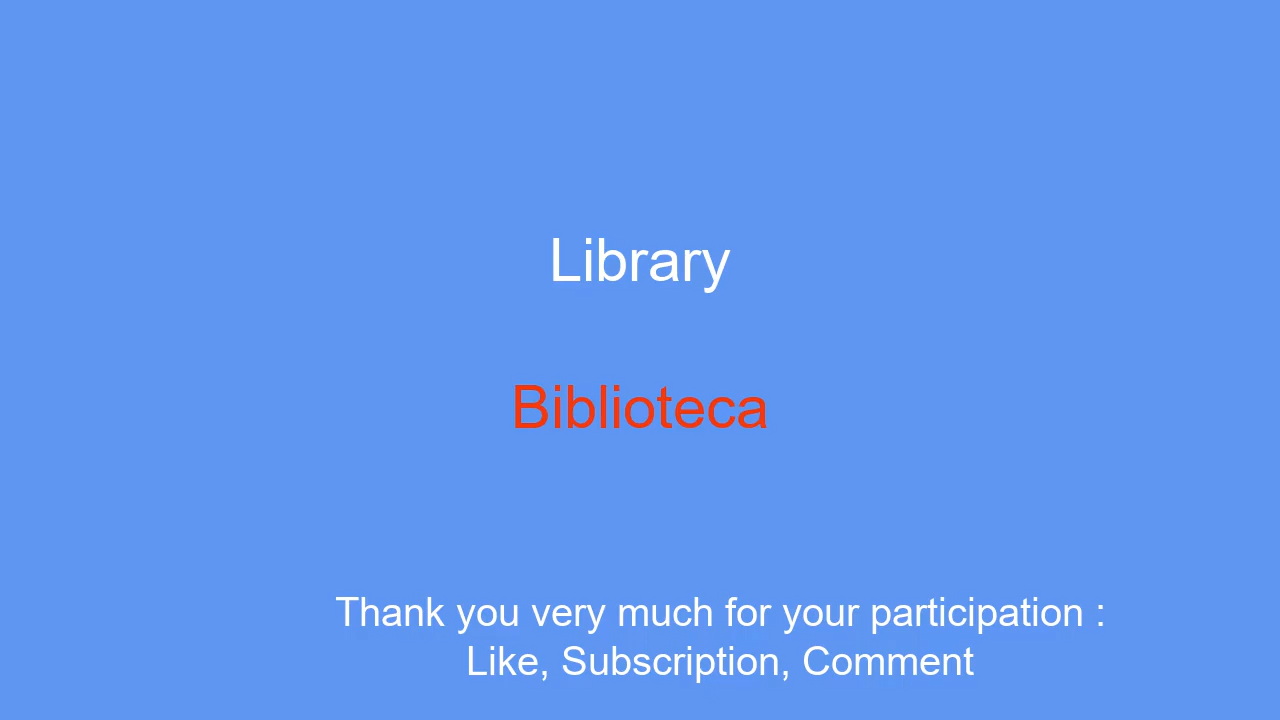 Library
Biblioteca
Thank you very much for your participation :
Like, Subscription, Comment